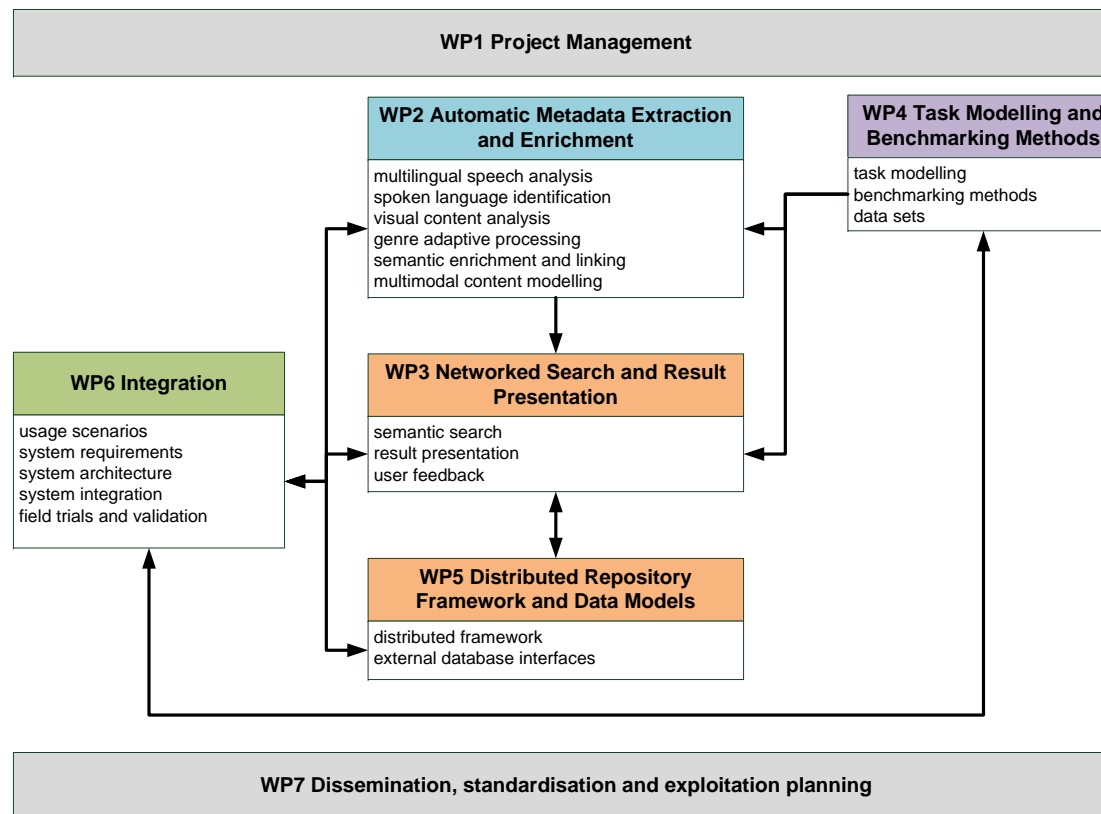 WP1 Project Management
WP2 Automatic Metadata Extraction
and Enrichment
multilingual speech analysis
spoken language identification
visual content analysis
genre adaptive processing
semantic enrichment and linking
multimodal content modelling
WP4 Task Modelling and
Benchmarking Methods
task modelling
benchmarking methods
data sets
WP6 Integration
usage scenarios
system requirements
system architecture
system integration
field trials and validation
WP3 Networked Search and Result
Presentation
semantic search
result presentation
user feedback
WP5 Distributed Repository
Framework and Data Models
distributed framework
external database interfaces
WP7 Dissemination, standardisation and exploitation planning